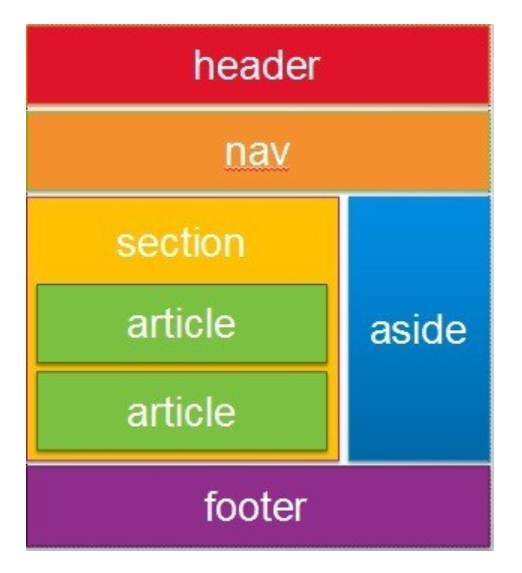 header
nav
section
article
aside
article
footer